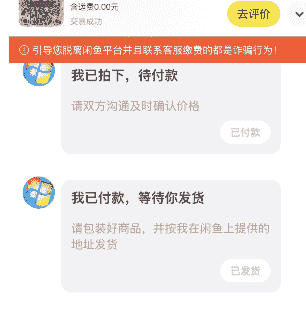 含运费0.00元
交易成功
去评价
引导您脱离闲鱼平台并且联系客服缴费的都是诈骗行为！
我已拍下，待付款
请双方沟通及时确认价格
已付款
我已付款，等待你发货
请包装好商品，并按我在闲鱼上提供的
地址发货
已发货